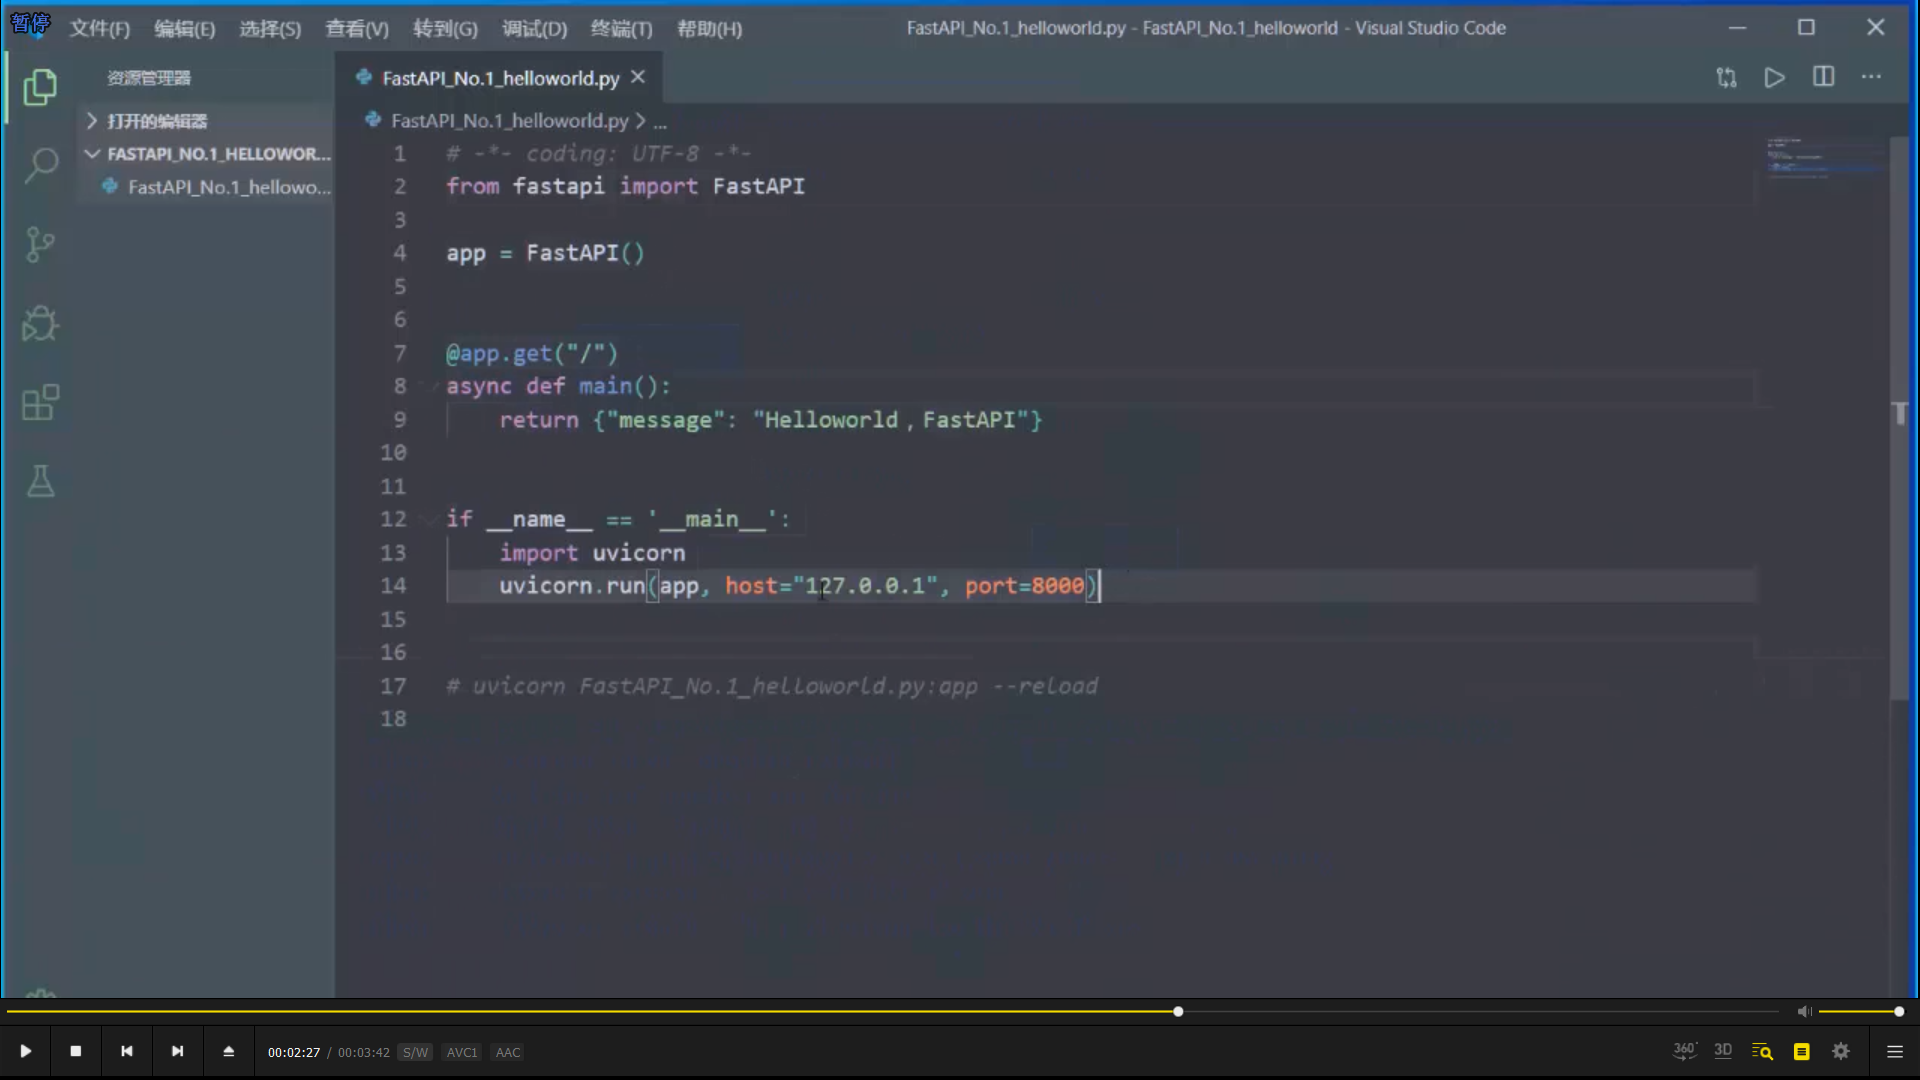 暂停
文件(F) 编辑(E) 选择(S) 查看(V) 转到(G) 调试(D) 终端(T) 帮助(H) FastAPI_No.1_helloworld.py - FastAPI_No.1_helloworld - Visual Studio Code
资源管理器
打开的编辑器
FASTAPI_NO.1_HELLOWOR...
FastAPI_No.1_hellowo...
FastAPI_No.1_helloworld.py
FastAPI_No.1_helloworld.py > ...
1 # -*- coding: UTF-8 -*-
2 from fastapi import FastAPI
3
4 app = FastAPI()
5
6
7 @app.get("/")
8 async def main():
9 return {"message": "Helloworld，FastAPI"}
10
11
12 if __name__ == '__main__':
13 import uvicorn
14 uvicorn.run(app, host="127.0.0.1", port=8000)
15
16
17 # uvicorn FastAPI_No.1_helloworld.py:app --reload
18
00:02:27 / 00:03:42 S/W AVC1 AAC
360° 3D